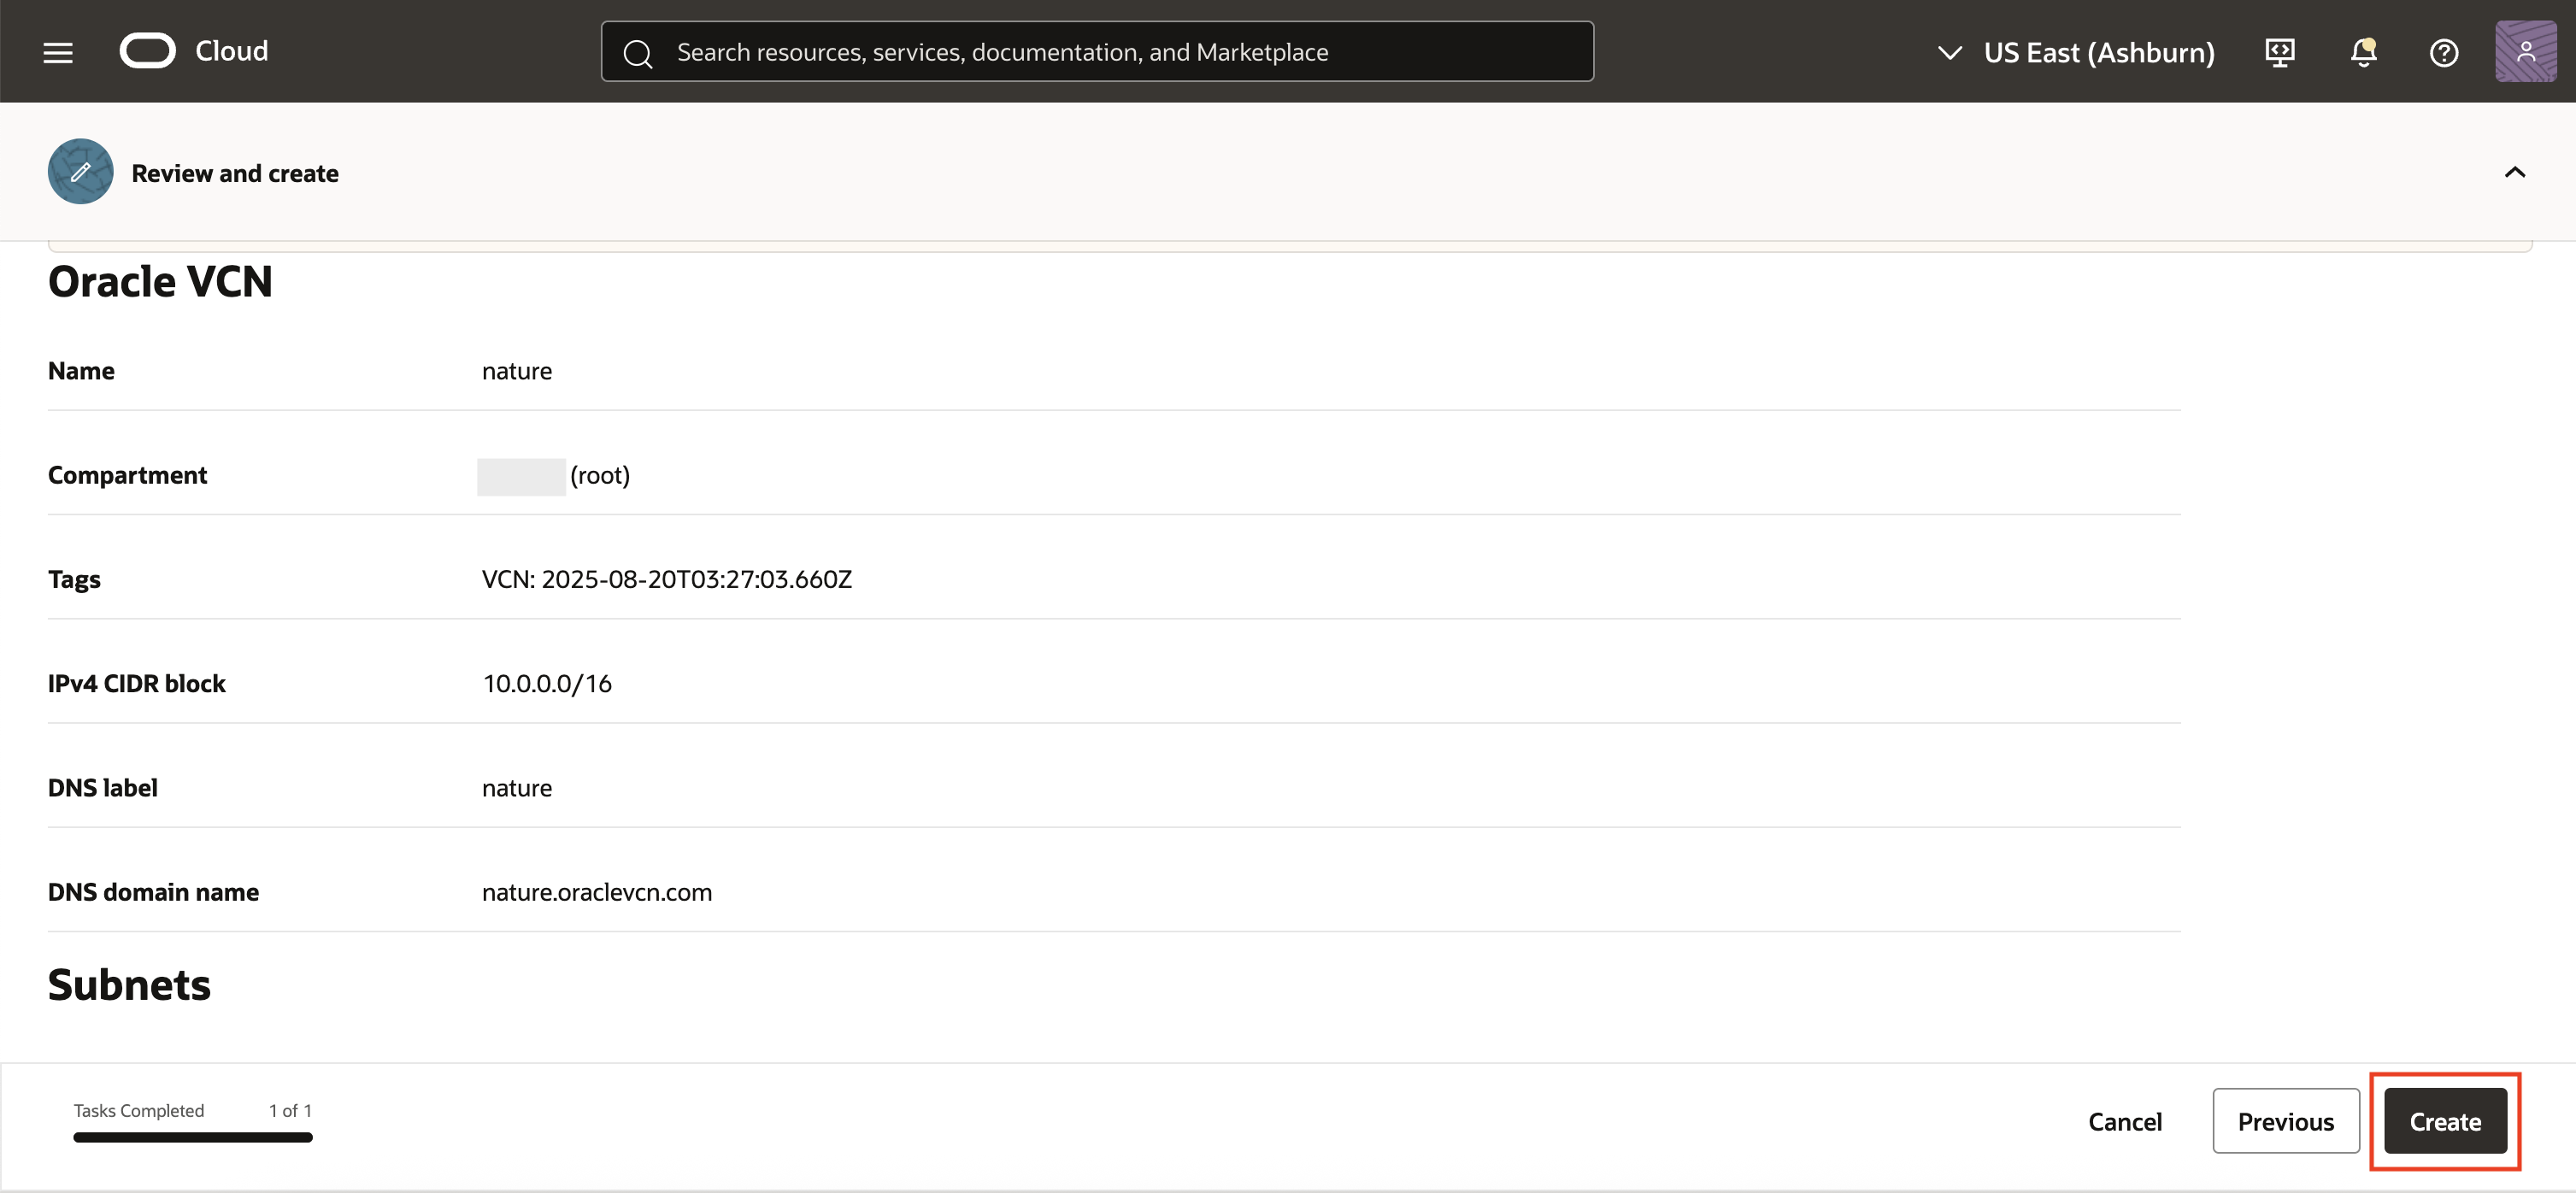 Cloud
Search resources, services, documentation, and Marketplace
US East (Ashburn)
Review and create
Oracle VCN
Name nature
Compartment (root)
Tags VCN: 2025-08-20T03:27:03.660Z
IPv4 CIDR block 10.0.0.0/16
DNS label nature
DNS domain name nature.oraclevcn.com
Subnets
Tasks Completed 1 of 1
Cancel Previous Create